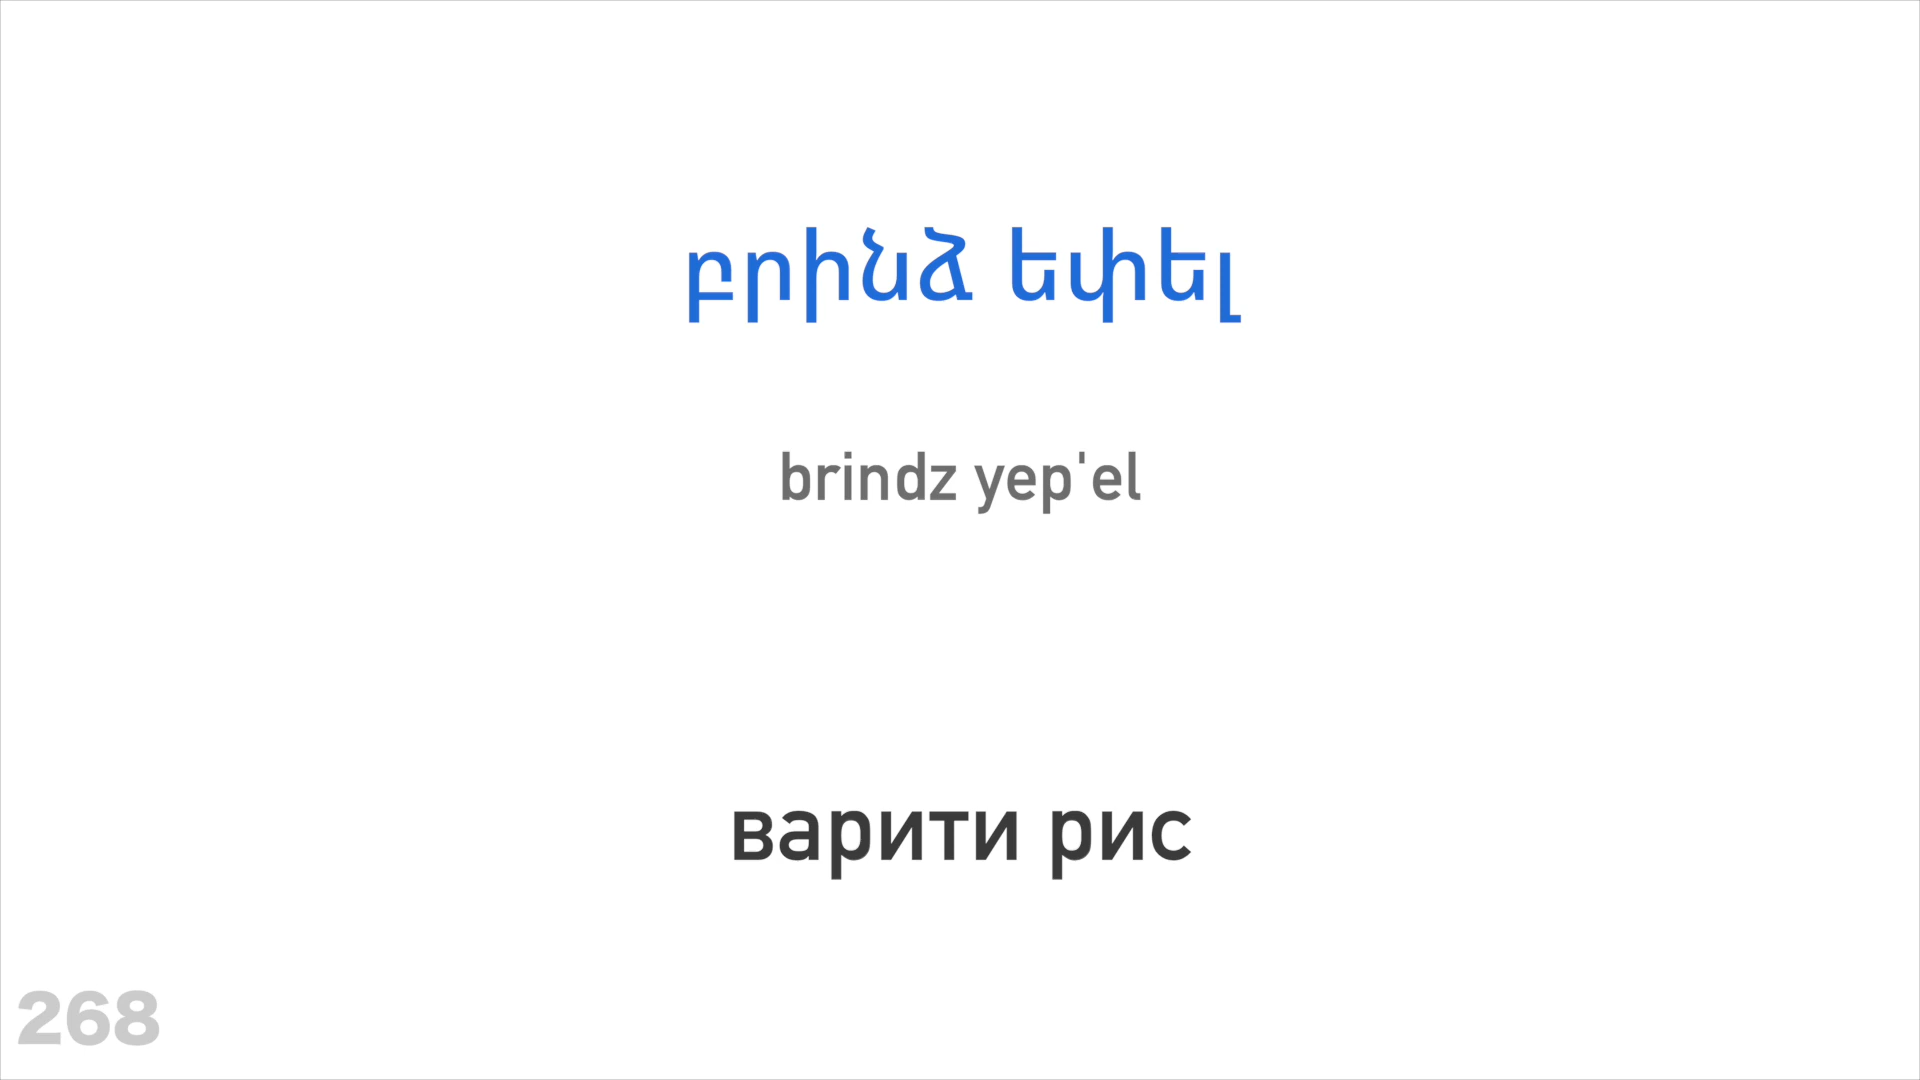 բրինձ եփել
brindz yep'el
варити рис
268